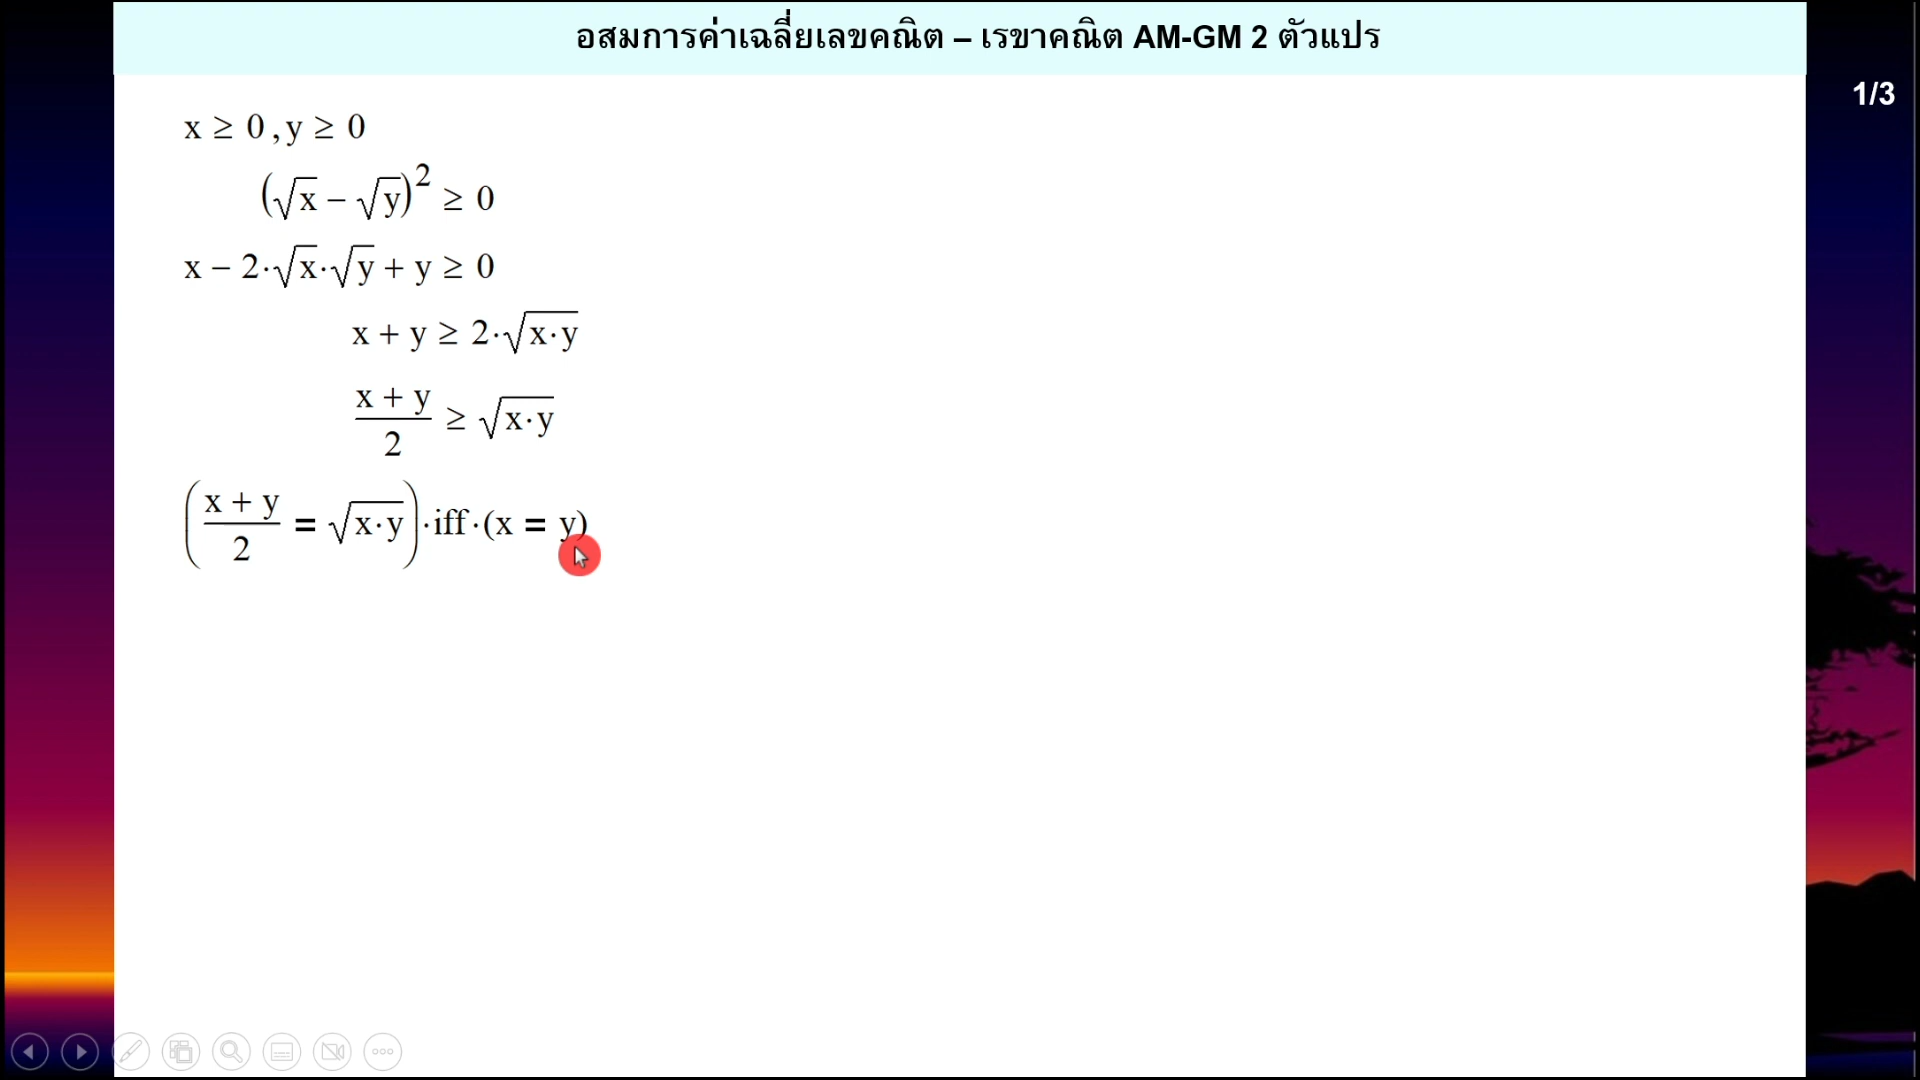 อสมการค่าเฉลี่ยเลขคณิต – เรขาคณิต AM-GM 2 ตัวแปร
1/3
x ≥ 0 , y ≥ 0
(√x − √y)² ≥ 0
x − 2·√x·√y + y ≥ 0
x + y ≥ 2·√(x·y)
(x + y)/2 ≥ √(x·y)
((x + y)/2 = √(x·y))·iff·(x = y)